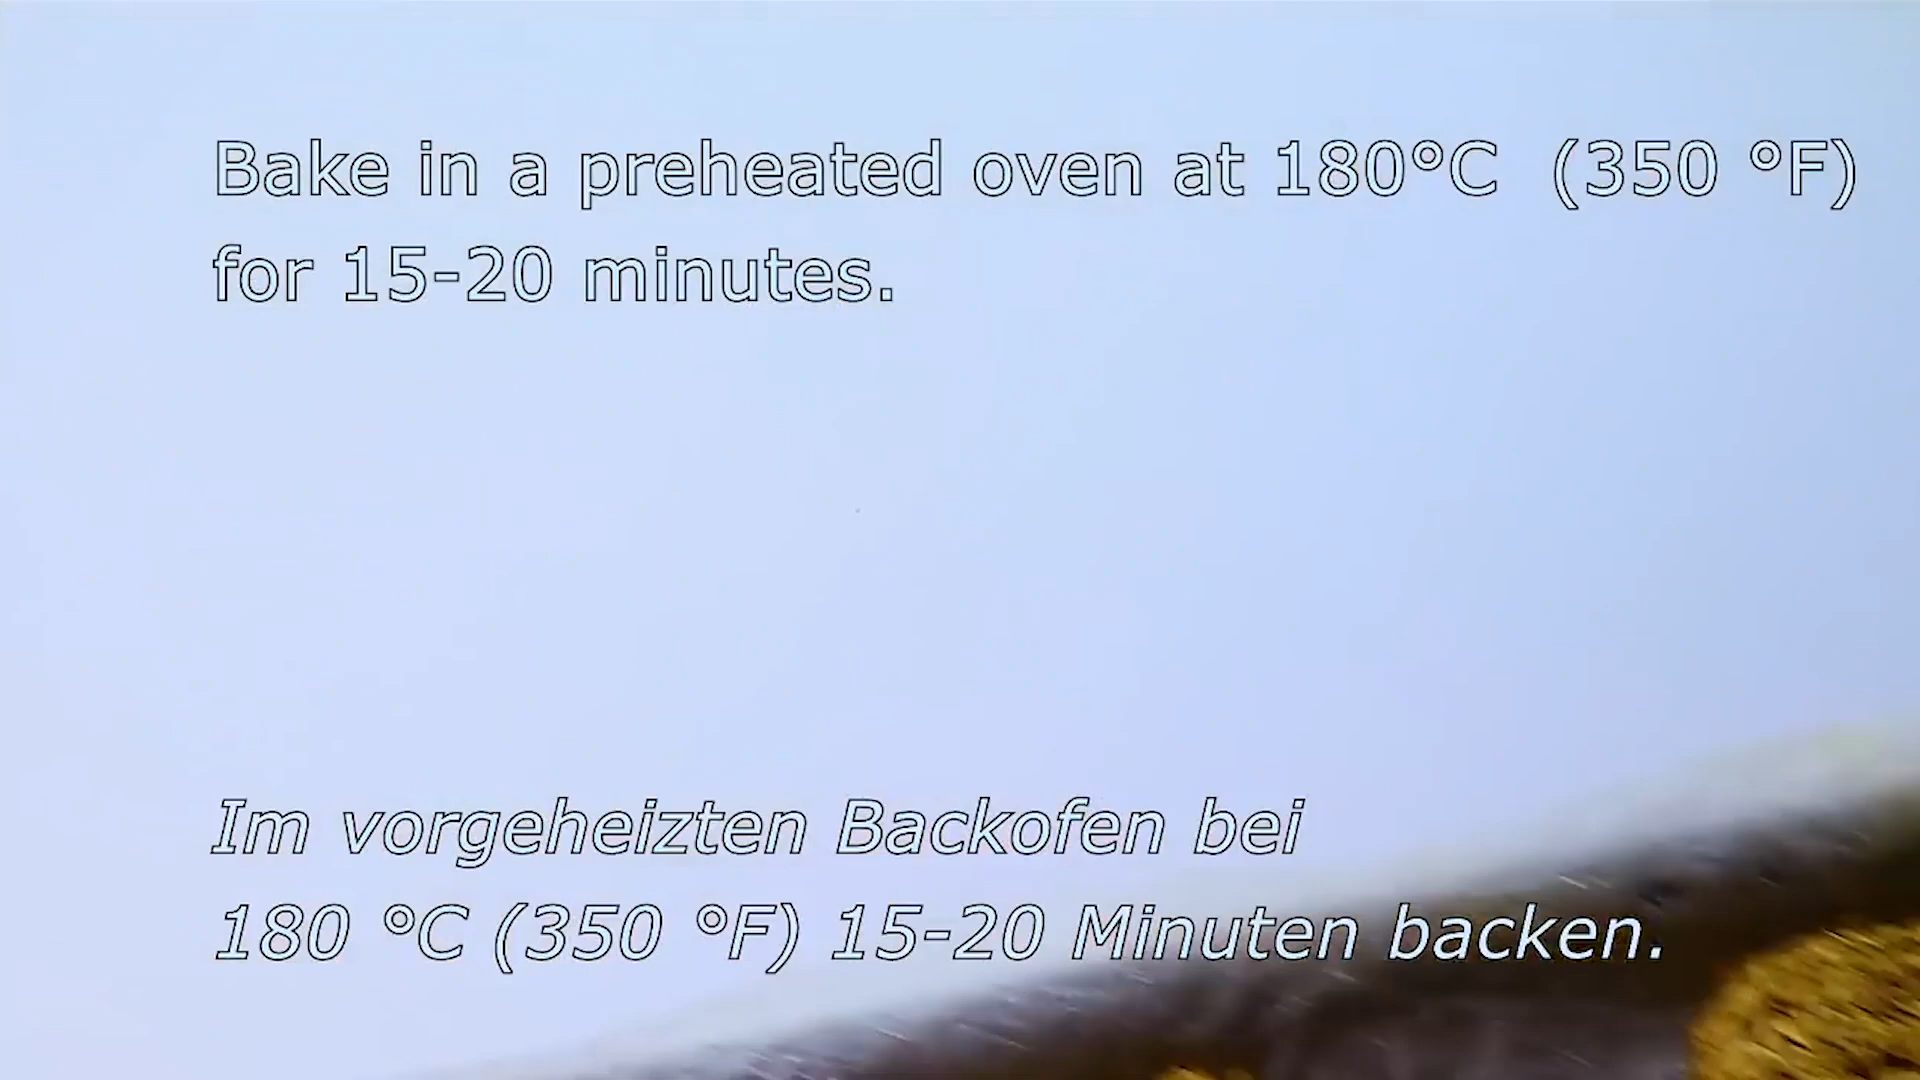 Bake in a preheated oven at 180°C  (350 °F)
for 15-20 minutes.
Im vorgeheizten Backofen bei
180 °C (350 °F) 15-20 Minuten backen.